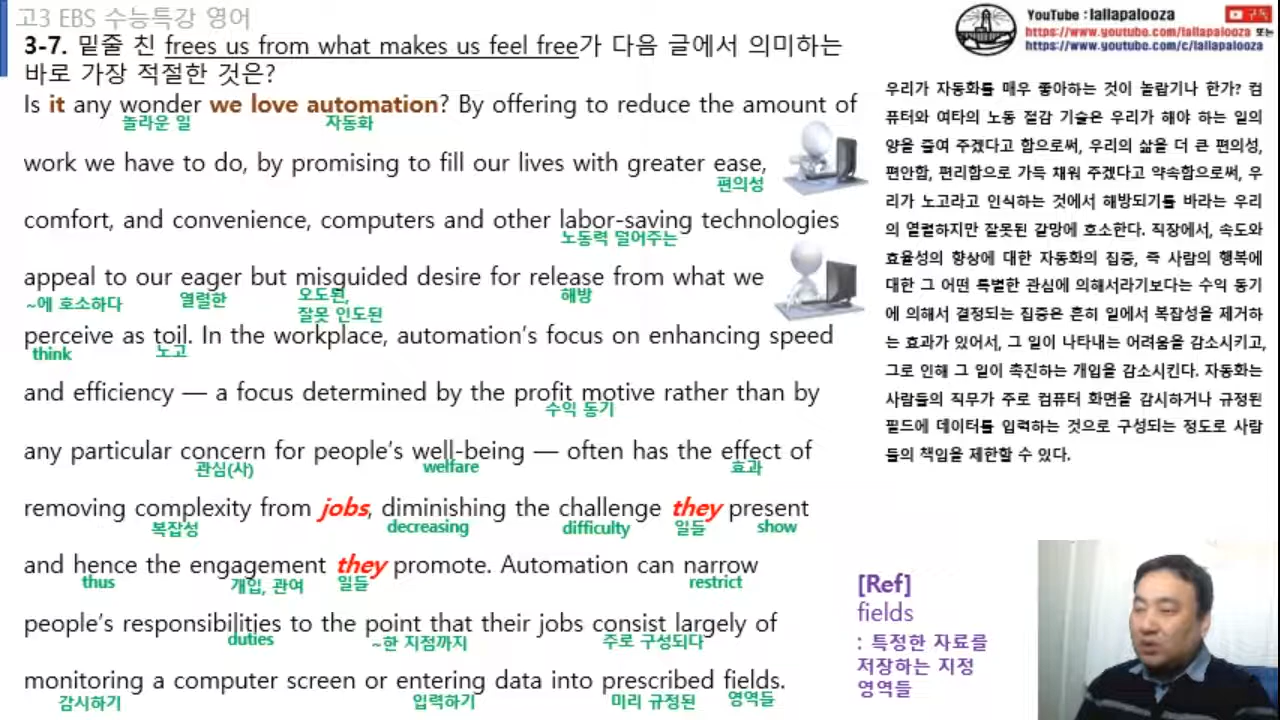 고3 EBS 수능특강 영어
3-7. 밑줄 친 frees us from what makes us feel free가 다음 글에서 의미하는
바로 가장 적절한 것은?
Is it any wonder we love automation? By offering to reduce the amount of
놀라운 일 자동화
work we have to do, by promising to fill our lives with greater ease,
편의성
comfort, and convenience, computers and other labor-saving technologies
노동력 덜어주는
appeal to our eager but misguided desire for release from what we
~에 호소하다 열렬한 오도된, 해방
잘못 인도된
perceive as toil. In the workplace, automation's focus on enhancing speed
think 노고
and efficiency — a focus determined by the profit motive rather than by
수익 동기
any particular concern for people's well-being — often has the effect of
관심(사) welfare 효과
removing complexity from jobs, diminishing the challenge they present
복잡성 decreasing difficulty 일들 show
and hence the engagement they promote. Automation can narrow
thus 개입, 관여 일들 restrict
people's responsibilities to the point that their jobs consist largely of
duties ~한 지점까지 주로 구성되다
monitoring a computer screen or entering data into prescribed fields.
감시하기 입력하기 미리 규정된 영역들
YouTube : lallapalooza 구독
https://www.youtube.com/lallapalooza 또는
https://www.youtube.com/c/lallapalooza
우리가 자동화를 매우 좋아하는 것이 놀랍기나 한가? 컴
퓨터와 여타의 노동 절감 기술은 우리가 해야 하는 일의
양을 줄여 주겠다고 함으로써, 우리의 삶을 더 큰 편의성,
편안함, 편리함으로 가득 채워 주겠다고 약속함으로써, 우
리가 노고라고 인식하는 것에서 해방되기를 바라는 우리
의 열렬하지만 잘못된 갈망에 호소한다. 직장에서, 속도와
효율성의 향상에 대한 자동화의 집중, 즉 사람의 행복에
대한 그 어떤 특별한 관심에 의해서라기보다는 수익 동기
에 의해서 결정되는 집중은 흔히 일에서 복잡성을 제거하
는 효과가 있어서, 그 일이 나타내는 어려움을 감소시키고,
그로 인해 그 일이 촉진하는 개입을 감소시킨다. 자동화는
사람들의 직무가 주로 컴퓨터 화면을 감시하거나 규정된
필드에 데이터를 입력하는 것으로 구성되는 정도로 사람
들의 책임을 제한할 수 있다.
[Ref]
fields
: 특정한 자료를
저장하는 지정
영역들